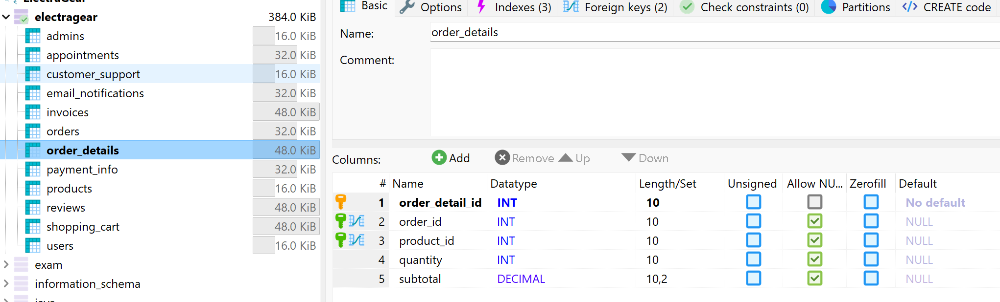 ElectraGear
electragear 384.0 KiB
admins 16.0 KiB
appointments 32.0 KiB
customer_support 16.0 KiB
email_notifications 32.0 KiB
invoices 48.0 KiB
orders 32.0 KiB
order_details 48.0 KiB
payment_info 32.0 KiB
products 16.0 KiB
reviews 48.0 KiB
shopping_cart 48.0 KiB
users 16.0 KiB
exam
information_schema
java
Basic Options Indexes (3) Foreign keys (2) Check constraints (0) Partitions CREATE code
Name: order_details
Comment:
Columns: Add Remove Up Down
# Name Datatype Length/Set Unsigned Allow NU... Zerofill Default
1 order_detail_id INT 10 No default
2 order_id INT 10 NULL
3 product_id INT 10 NULL
4 quantity INT 10 NULL
5 subtotal DECIMAL 10,2 NULL